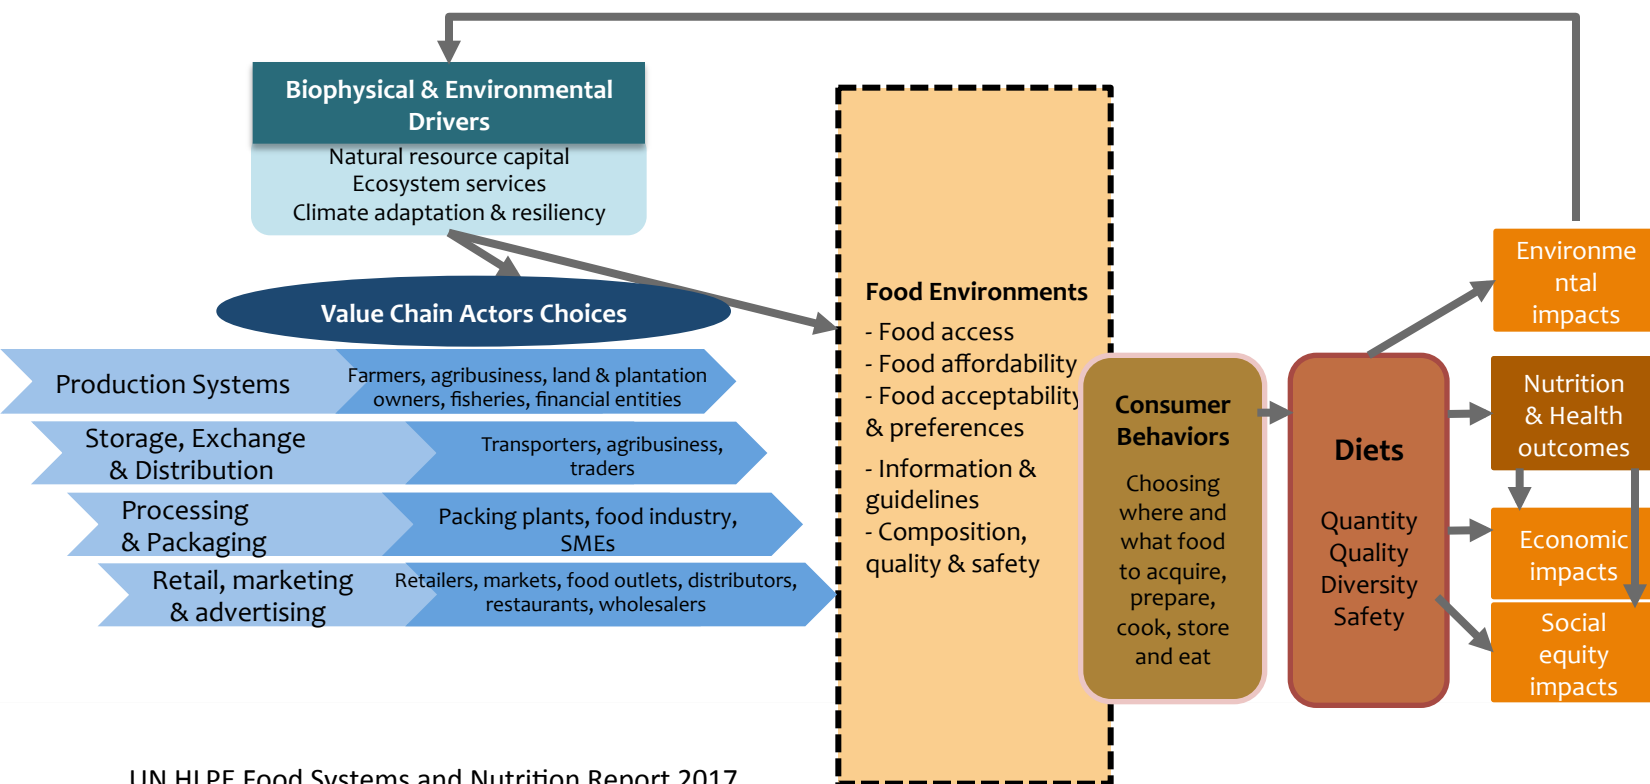 Biophysical & Environmental
Drivers
Natural resource capital
Ecosystem services
Climate adaptation & resiliency
Value Chain Actors Choices
Production Systems
Farmers, agribusiness, land & plantation
owners, fisheries, financial entities
Storage, Exchange
& Distribution
Transporters, agribusiness,
traders
Processing
& Packaging
Packing plants, food industry,
SMEs
Retail, marketing
& advertising
Retailers, markets, food outlets, distributors,
restaurants, wholesalers
Food Environments
- Food access
- Food affordability
- Food acceptability
& preferences
- Information &
guidelines
- Composition,
quality & safety
Consumer
Behaviors
Choosing
where and
what food
to acquire,
prepare,
cook, store
and eat
Diets
Quantity
Quality
Diversity
Safety
Environme
ntal
impacts
Nutrition
& Health
outcomes
Economic
impacts
Social
equity
impacts
UN HLPE Food Systems and Nutrition Report 2017